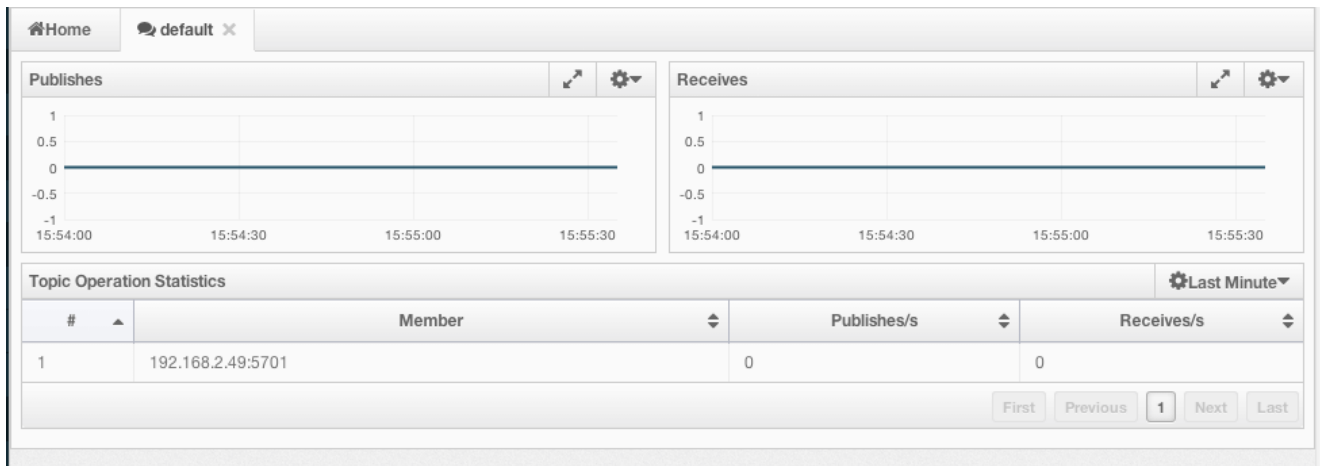 Home default
Publishes
1
0.5
0
-0.5
-1
15:54:00 15:54:30 15:55:00 15:55:30
Receives
1
0.5
0
-0.5
-1
15:54:00 15:54:30 15:55:00 15:55:30
Topic Operation Statistics Last Minute
# Member Publishes/s Receives/s
1 192.168.2.49:5701 0 0
First Previous 1 Next Last